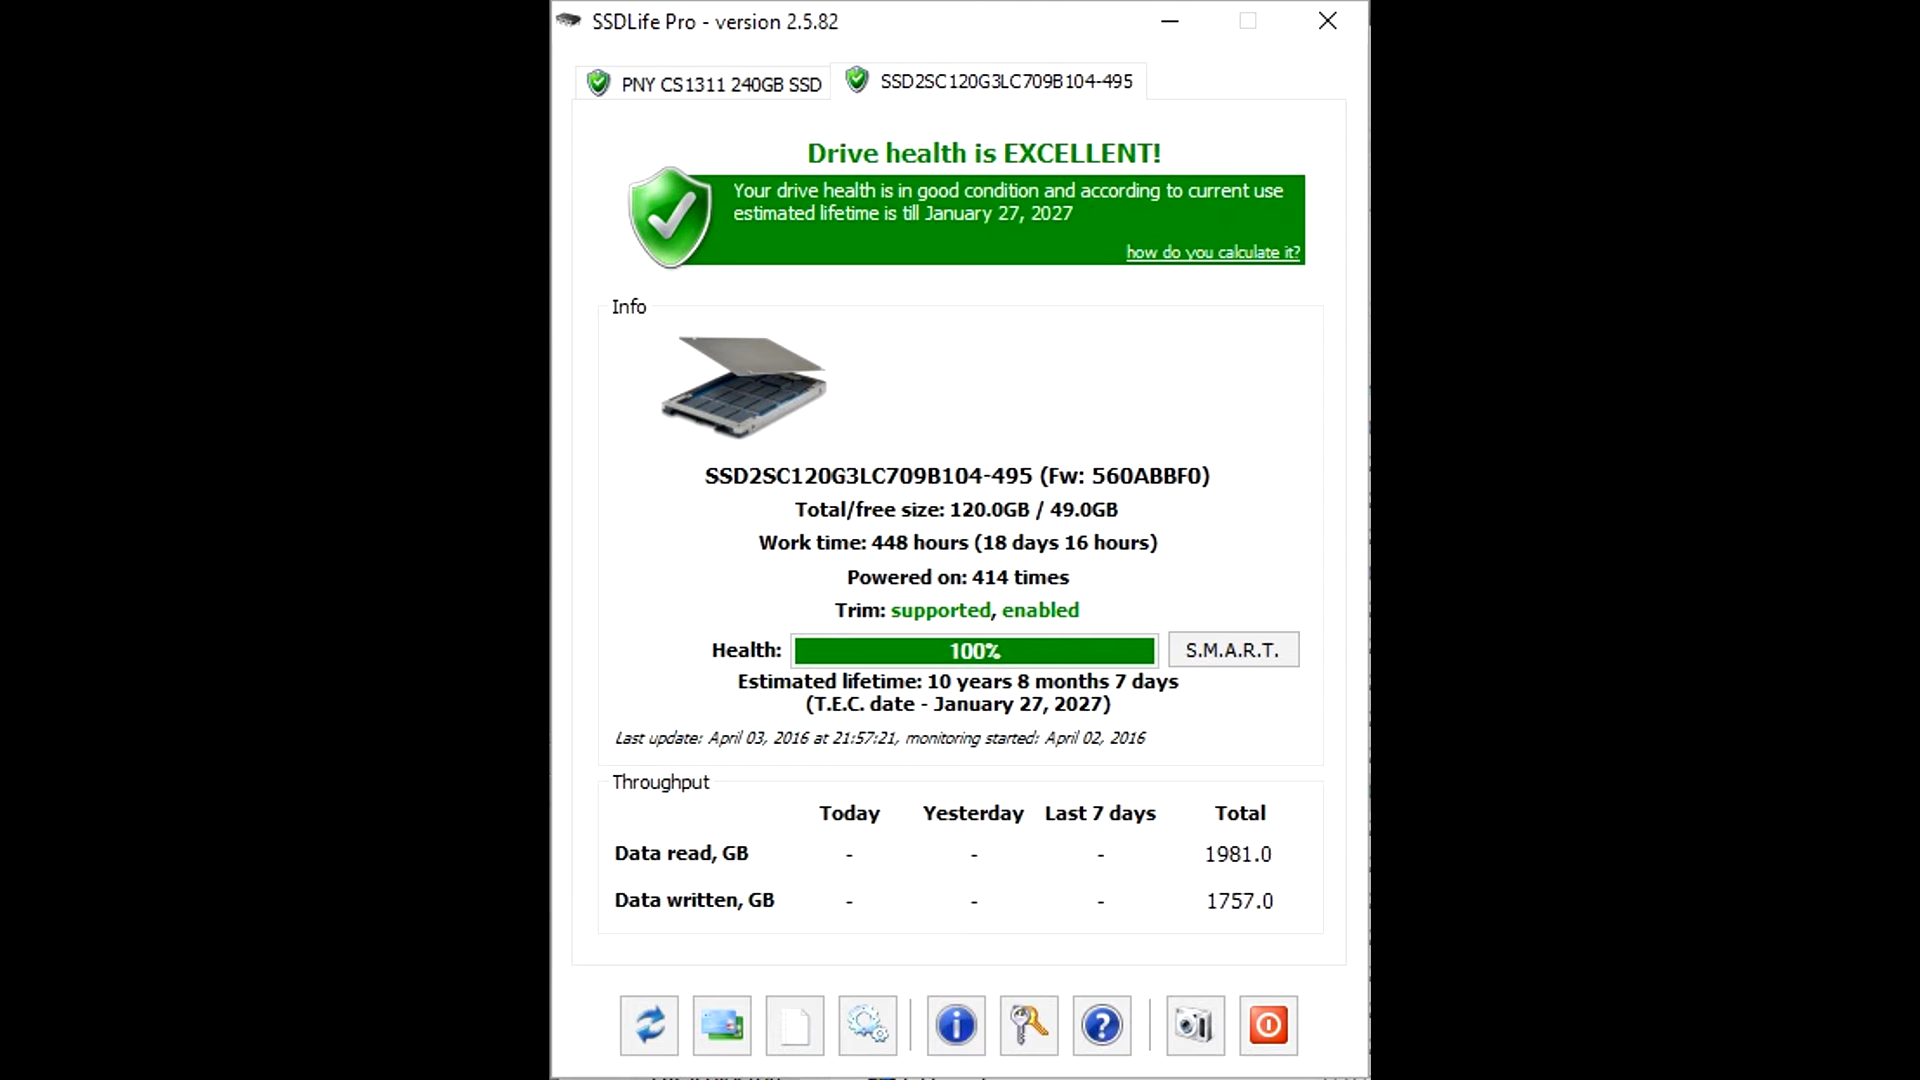 SSDLife Pro - version 2.5.82
PNY CS1311 240GB SSD
SSD2SC120G3LC709B104-495
Drive health is EXCELLENT!
Your drive health is in good condition and according to current use
estimated lifetime is till January 27, 2027
how do you calculate it?
Info
SSD2SC120G3LC709B104-495 (Fw: 560ABBF0)
Total/free size: 120.0GB / 49.0GB
Work time: 448 hours (18 days 16 hours)
Powered on: 414 times
Trim: supported, enabled
Health: 100% S.M.A.R.T.
Estimated lifetime: 10 years 8 months 7 days
(T.E.C. date - January 27, 2027)
Last update: April 03, 2016 at 21:57:21, monitoring started: April 02, 2016
Throughput
Today Yesterday Last 7 days Total
Data read, GB - - - 1981.0
Data written, GB - - - 1757.0